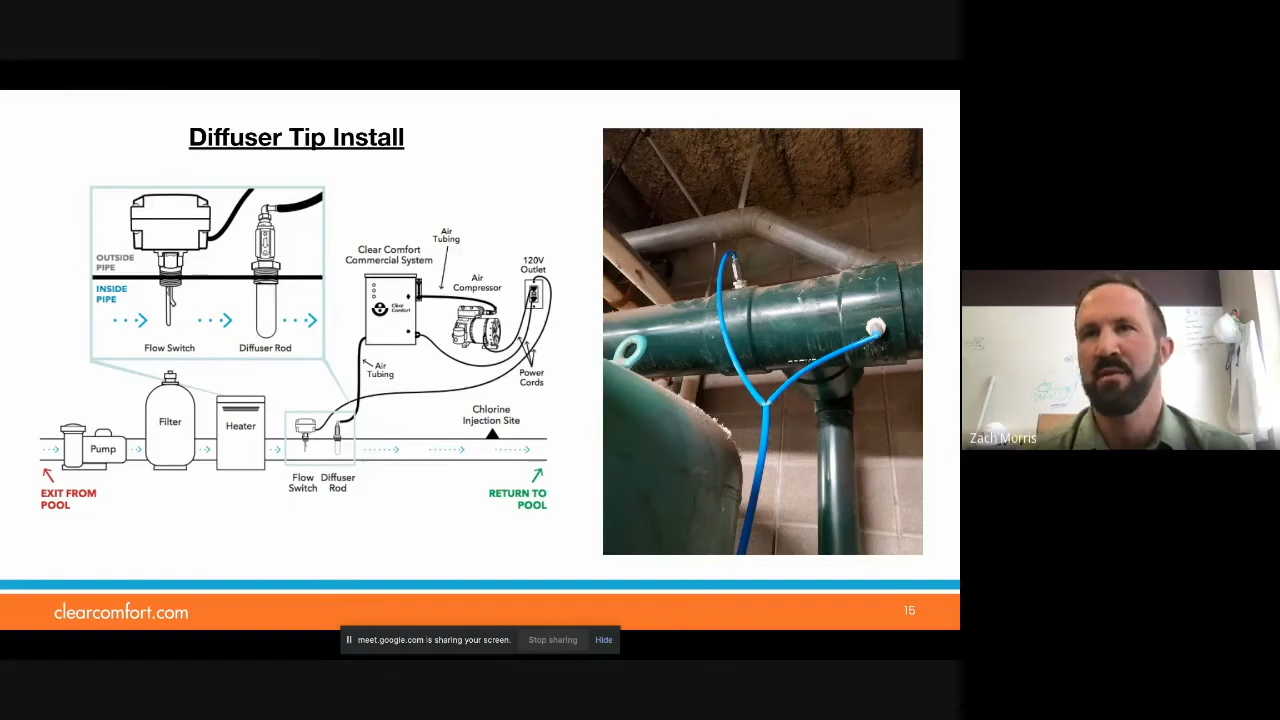 Diffuser Tip Install
OUTSIDE
PIPE
INSIDE
PIPE
Flow Switch
Diffuser Rod
Clear Comfort
Commercial System
Air
Tubing
Air
Compressor
120V
Outlet
Clear
Comfort
Air
Tubing
Power
Cords
Chlorine
Injection Site
Pump
Filter
Heater
Flow
Switch
Diffuser
Rod
EXIT FROM
POOL
RETURN TO
POOL
clearcomfort.com
15
meet.google.com is sharing your screen.
Stop sharing
Hide
Zach Morris